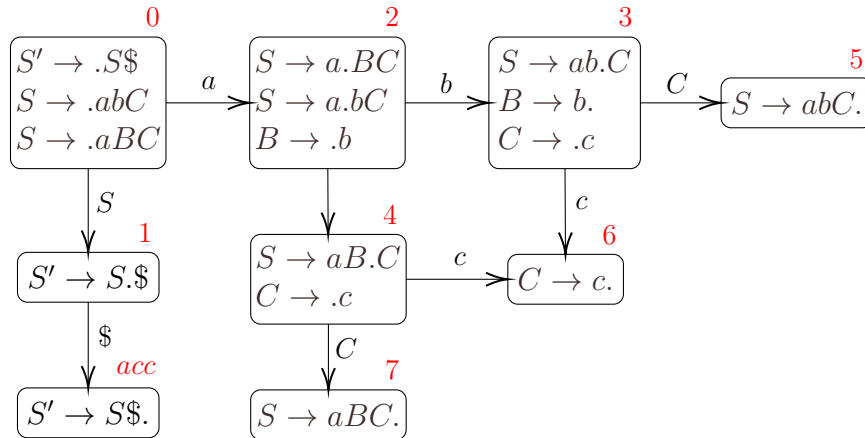 0
S′ → .S$
S → .abC
S → .aBC
a
2
S → a.BC
S → a.bC
B → .b
b
3
S → ab.C
B → b.
C → .c
C
5
S → abC.
S
1
S′ → S.$
$
acc
S′ → S$.
4
S → aB.C
C → .c
c
c
6
C → c.
C
7
S → aBC.